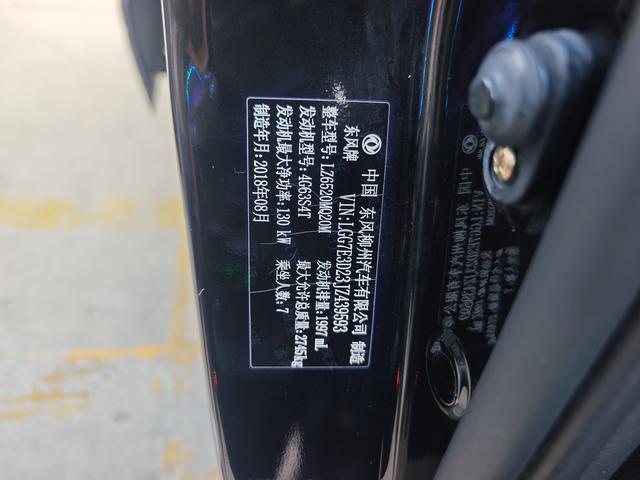 中国 东风柳州汽车有限公司 制造
东风牌 VIN:LGG7E3D23JZ439593
整车型号:LZ6520MQ20M 发动机排量:1997mL
发动机型号:4G63S4T 最大允许总质量:2745kg
发动机最大净功率:130 kW 乘坐人数:7
制造年月:2018年08月